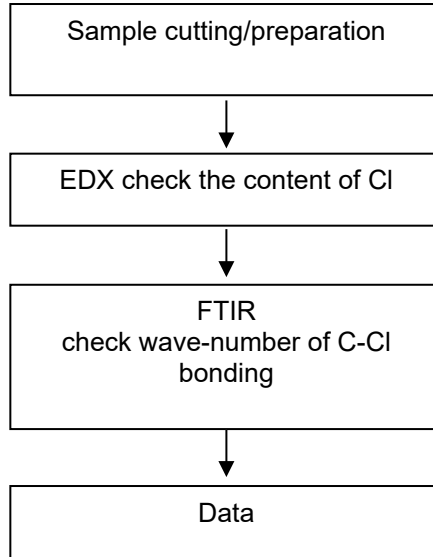 Sample cutting/preparation
EDX check the content of Cl
FTIR
check wave-number of C-Cl
bonding
Data